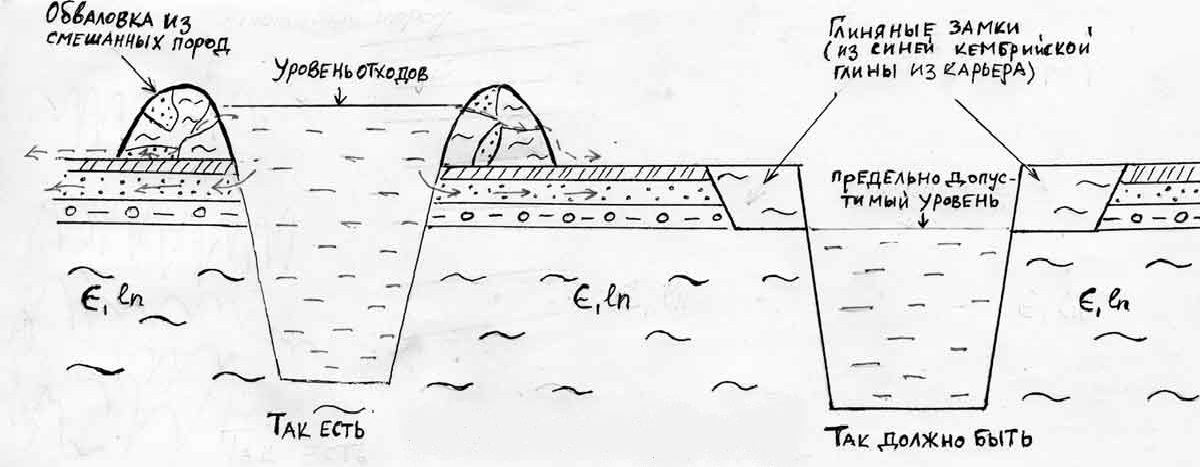 Обваловка из
смешанных пород
Уровень отходов
Глиняные замки
(из синей кембрийской
глины из карьера)
предельно допус-
тимый уровень
Є₁ln
Є₁ln
Є₁ln
Так есть
Так должно быть